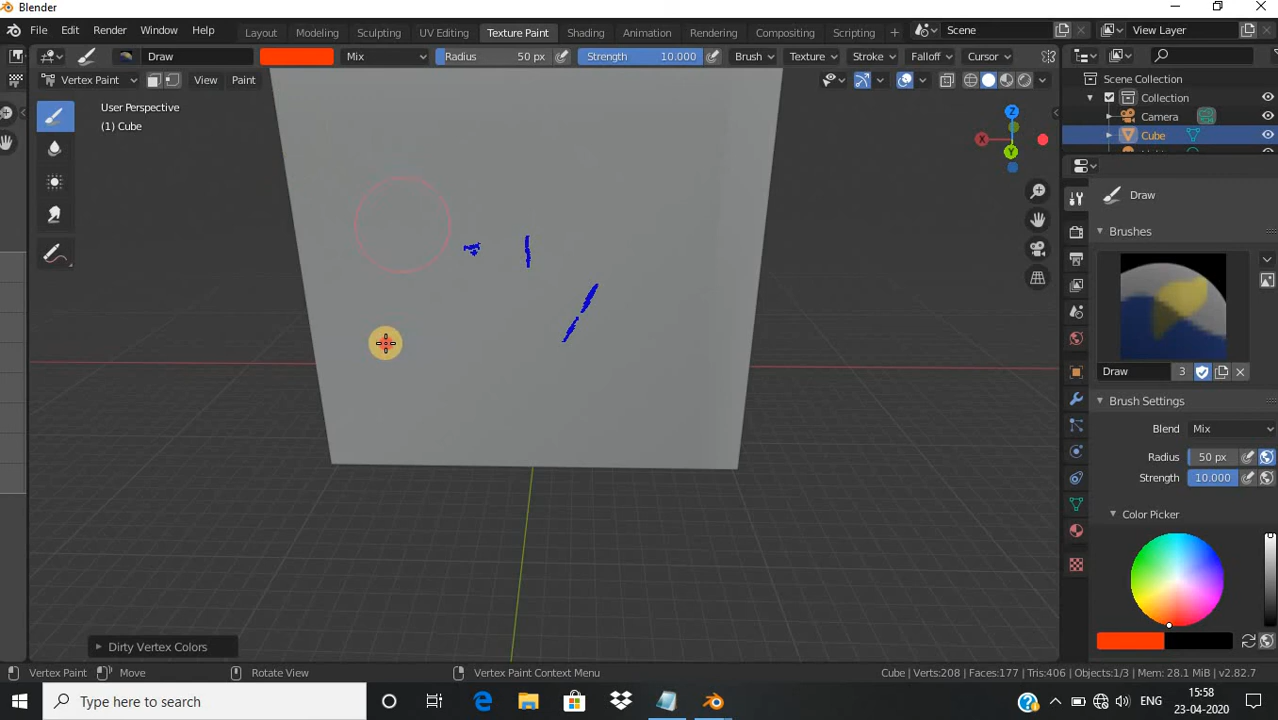 Blender
File Edit Render Window Help Layout Modeling Sculpting UV Editing Texture Paint Shading Animation Rendering Compositing Scripting + Scene View Layer
Draw Mix Radius 50 px Strength 10.000 Brush Texture Stroke Falloff Cursor
Vertex Paint View Paint
Scene Collection
Collection
Camera
Cube
User Perspective
(1) Cube
X Z Y
Draw
Brushes
Draw 3
Brush Settings
Blend Mix
Radius 50 px
Strength 10.000
Color Picker
Dirty Vertex Colors
Vertex Paint Move Rotate View Vertex Paint Context Menu Cube | Verts:208 | Faces:177 | Tris:406 | Objects:1/3 | Mem: 28.1 MiB | v2.82.7
Type here to search ENG 15:58
23-04-2020